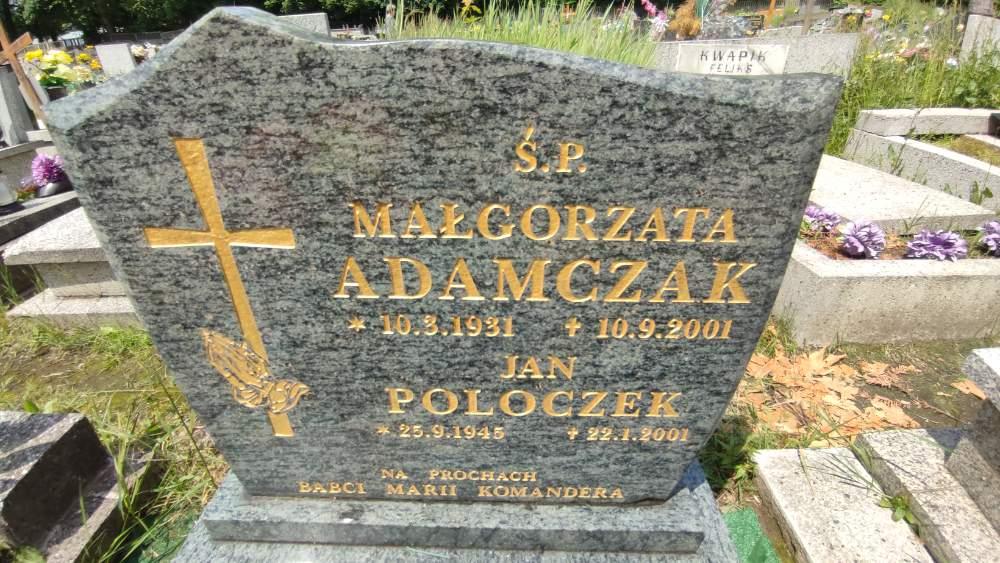 KWAPIK
FELIKS
Ś.P.
MAŁGORZATA
ADAMCZAK
* 10.3.1931 ✝ 10.9.2001
JAN
POLOCZEK
* 25.9.1945 ✝ 22.1.2001
NA PROCHACH
BABCI MARII KOMANDERA